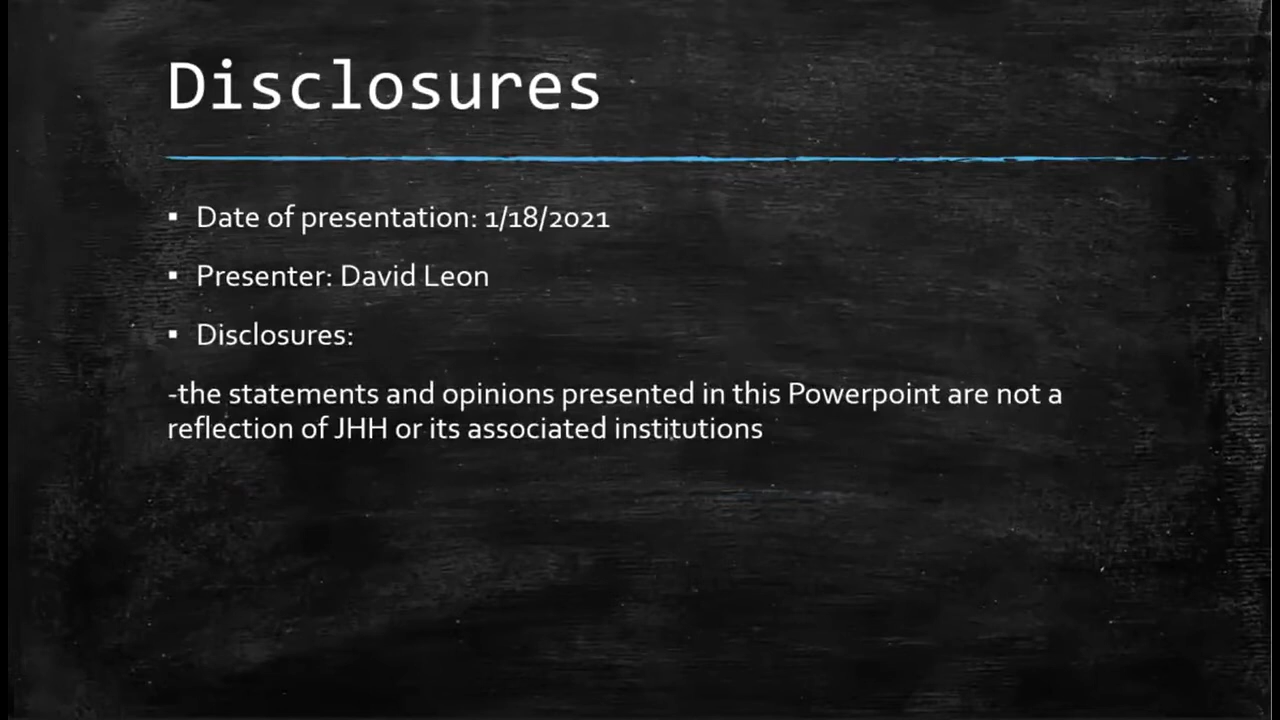 Disclosures
▪ Date of presentation: 1/18/2021
▪ Presenter: David Leon
▪ Disclosures:
-the statements and opinions presented in this Powerpoint are not a
reflection of JHH or its associated institutions